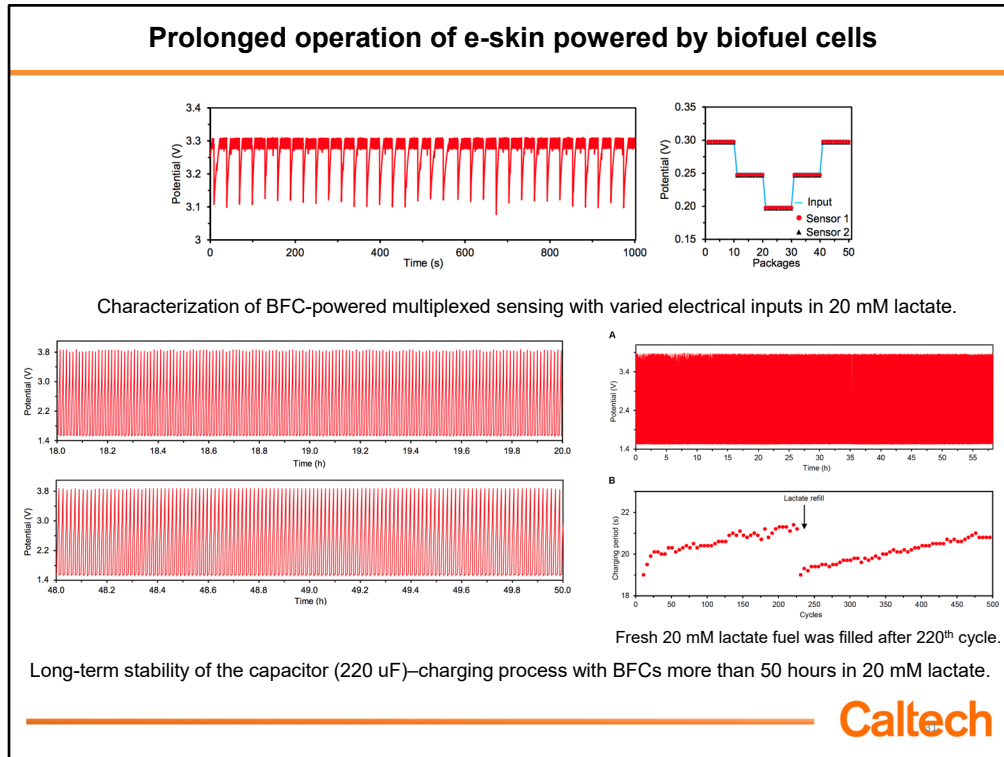 Prolonged operation of e-skin powered by biofuel cells
3.4
3.3
3.2
3.1
3
Potential (V)
0 200 400 600 800 1000
Time (s)
0.35
0.30
0.25
0.20
0.15
Potential (V)
Input
Sensor 1
Sensor 2
0 10 20 30 40 50
Packages
Characterization of BFC-powered multiplexed sensing with varied electrical inputs in 20 mM lactate.
3.8
3.0
2.2
1.4
Potential (V)
18.0 18.2 18.4 18.6 18.8 19.0 19.2 19.4 19.6 19.8 20.0
Time (h)
3.8
3.0
2.2
1.4
Potential (V)
48.0 48.2 48.4 48.6 48.8 49.0 49.2 49.4 49.6 49.8 50.0
Time (h)
A
3.4
2.4
1.4
Potential (V)
0 5 10 15 20 25 30 35 40 45 50 55
Time (h)
B
Lactate refill
22
20
18
Charging period (s)
0 50 100 150 200 250 300 350 400 450 500
Cycles
Fresh 20 mM lactate fuel was filled after 220th cycle.
Long-term stability of the capacitor (220 uF)–charging process with BFCs more than 50 hours in 20 mM lactate.
Caltech